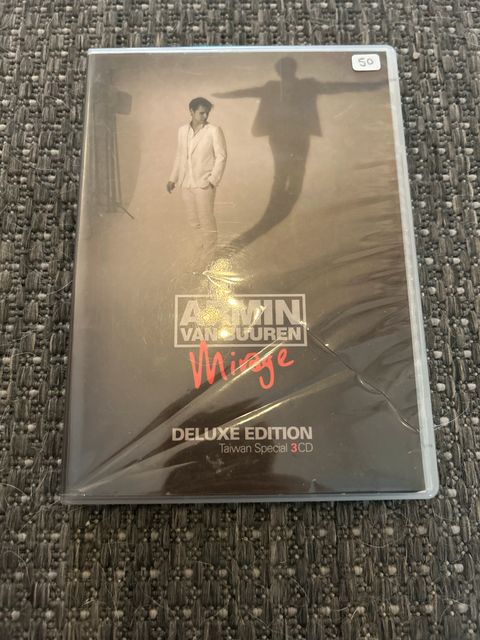 50
ARMIN
VAN BUUREN
Mirage
DELUXE EDITION
Taiwan Special 3CD